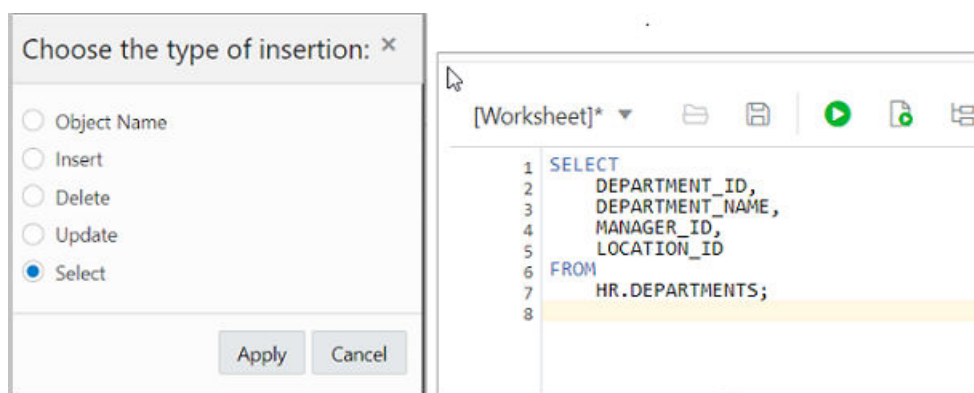 Choose the type of insertion: ×
Object Name
Insert
Delete
Update
Select
Apply Cancel
[Worksheet]*
1 SELECT
2 DEPARTMENT_ID,
3 DEPARTMENT_NAME,
4 MANAGER_ID,
5 LOCATION_ID
6 FROM
7 HR.DEPARTMENTS;
8